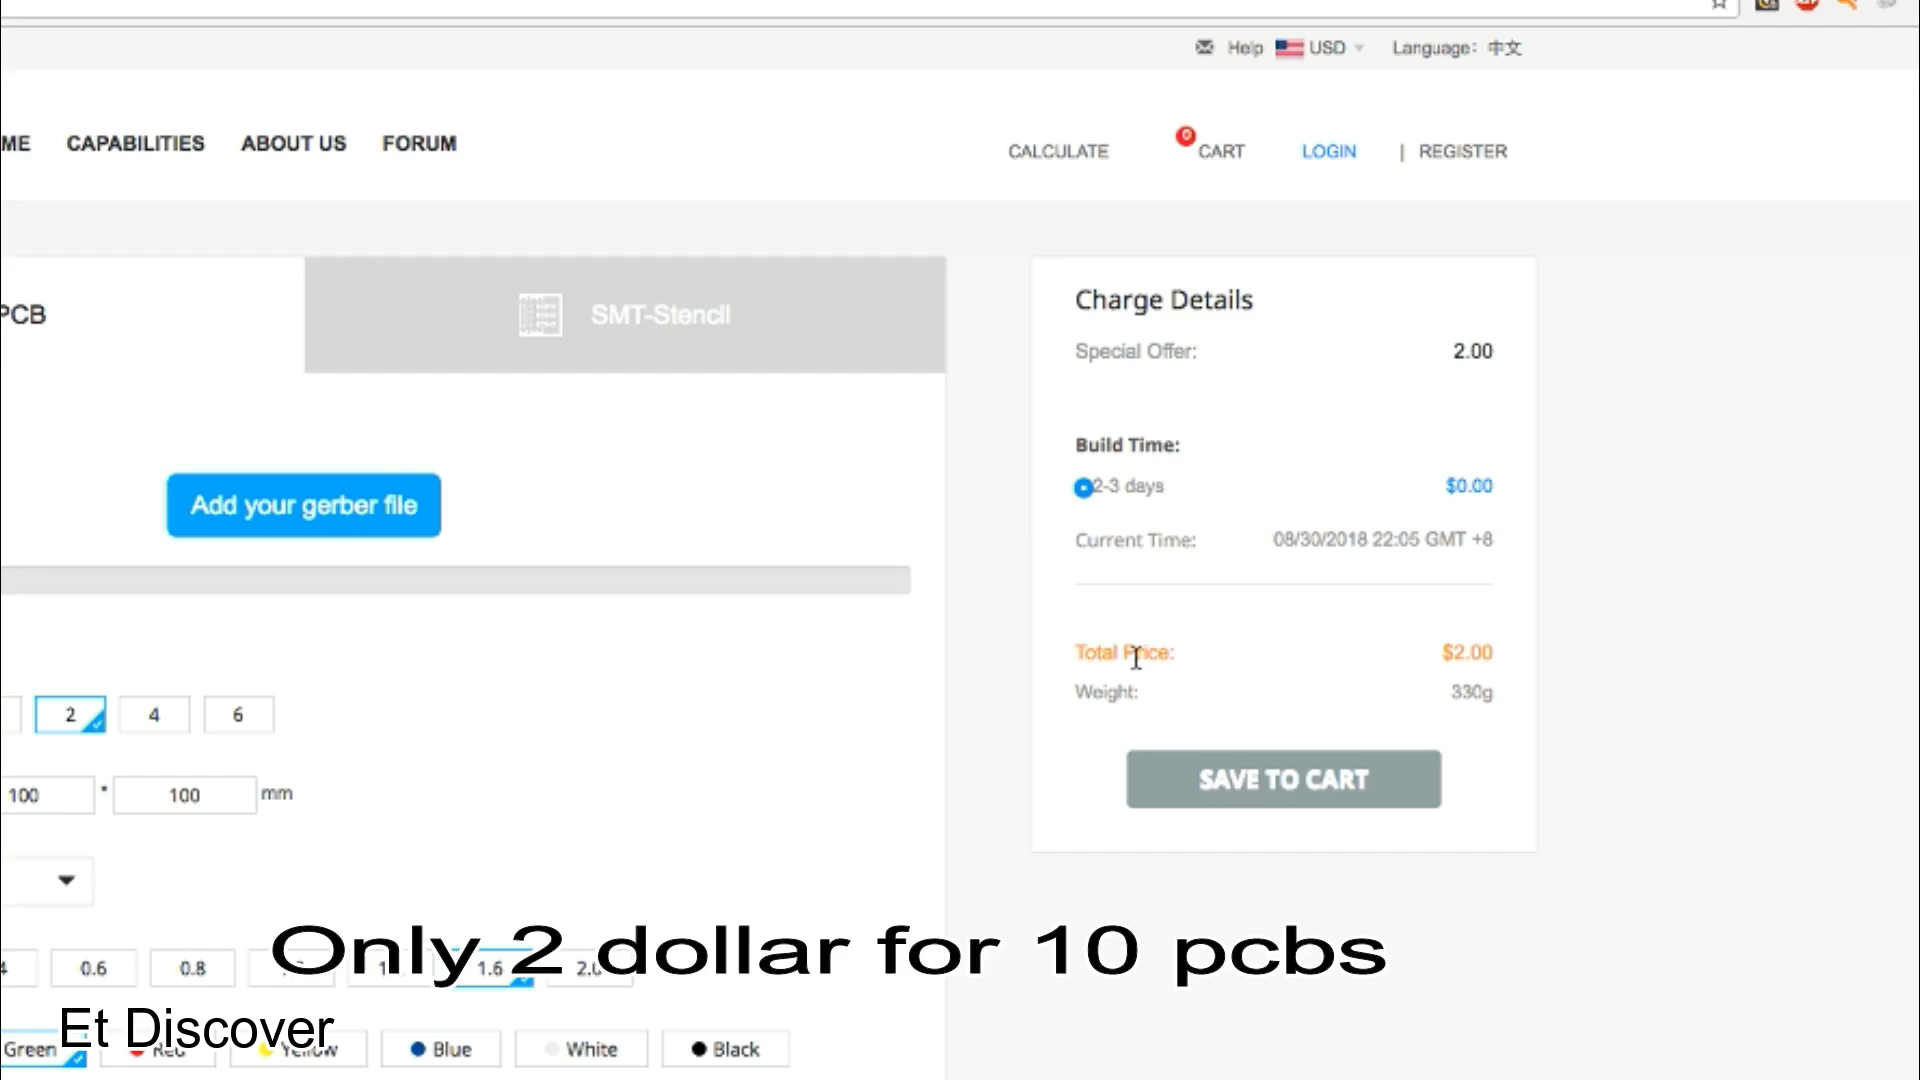 Help USD Language: 中文
ME CAPABILITIES ABOUT US FORUM
CALCULATE 0 CART LOGIN | REGISTER
PCB SMT-Stencil
Add your gerber file
2 4 6
100 * 100 mm
0.6 0.8 1.6
Green Red Yellow Blue White Black
Charge Details
Special Offer: 2.00
Build Time:
2-3 days $0.00
Current Time: 08/30/2018 22:05 GMT +8
Total Price: $2.00
Weight: 330g
SAVE TO CART
Only 2 dollar for 10 pcbs
Et Discover